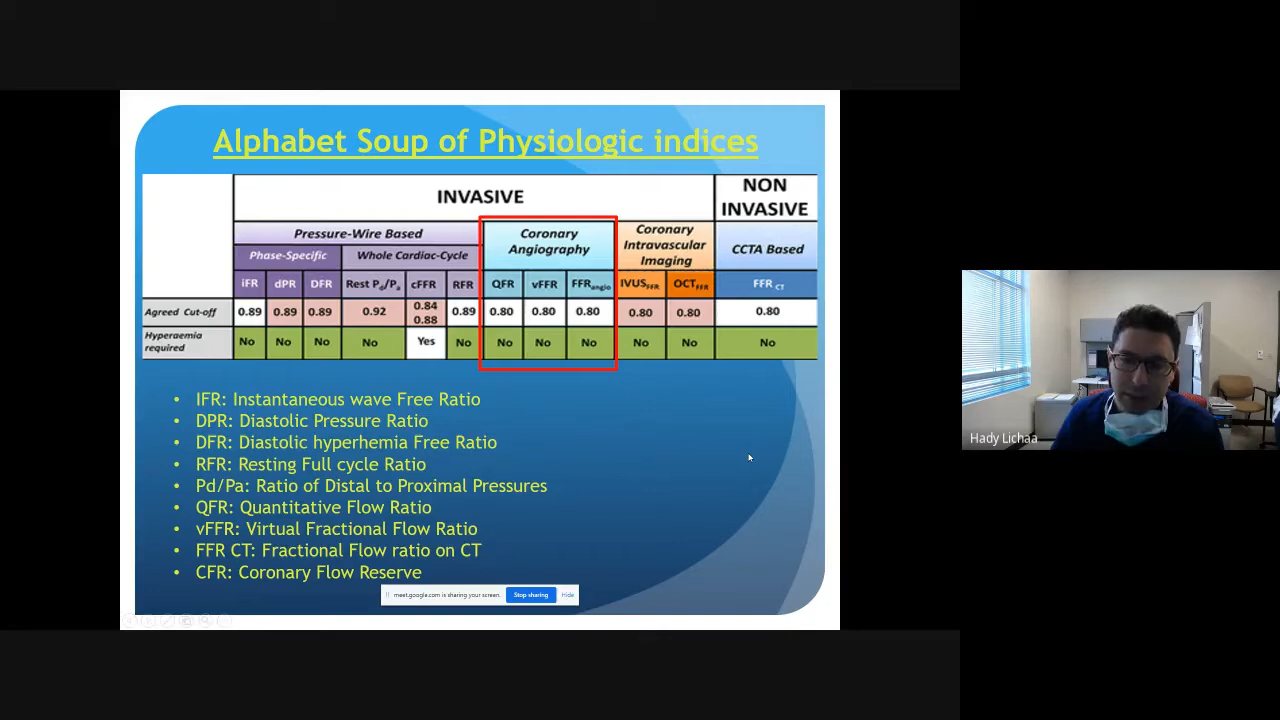 Alphabet Soup of Physiologic indices
INVASIVE
NON
INVASIVE
Pressure-Wire Based
Coronary
Angiography
Coronary
Intravascular
Imaging
CCTA Based
Phase-Specific
Whole Cardiac-Cycle
iFR dPR DFR Rest Pd/Pa cFFR RFR QFR vFFR FFRangio IVUSFFR OCTFFR FFR CT
Agreed Cut-off 0.89 0.89 0.89 0.92 0.84 0.88 0.89 0.80 0.80 0.80 0.80 0.80 0.80
Hyperaemia required No No No No Yes No No No No No No No
• IFR: Instantaneous wave Free Ratio
• DPR: Diastolic Pressure Ratio
• DFR: Diastolic hyperhemia Free Ratio
• RFR: Resting Full cycle Ratio
• Pd/Pa: Ratio of Distal to Proximal Pressures
• QFR: Quantitative Flow Ratio
• vFFR: Virtual Fractional Flow Ratio
• FFR CT: Fractional Flow ratio on CT
• CFR: Coronary Flow Reserve
meet.google.com is sharing your screen. Stop sharing Hide
Hady Lichaa